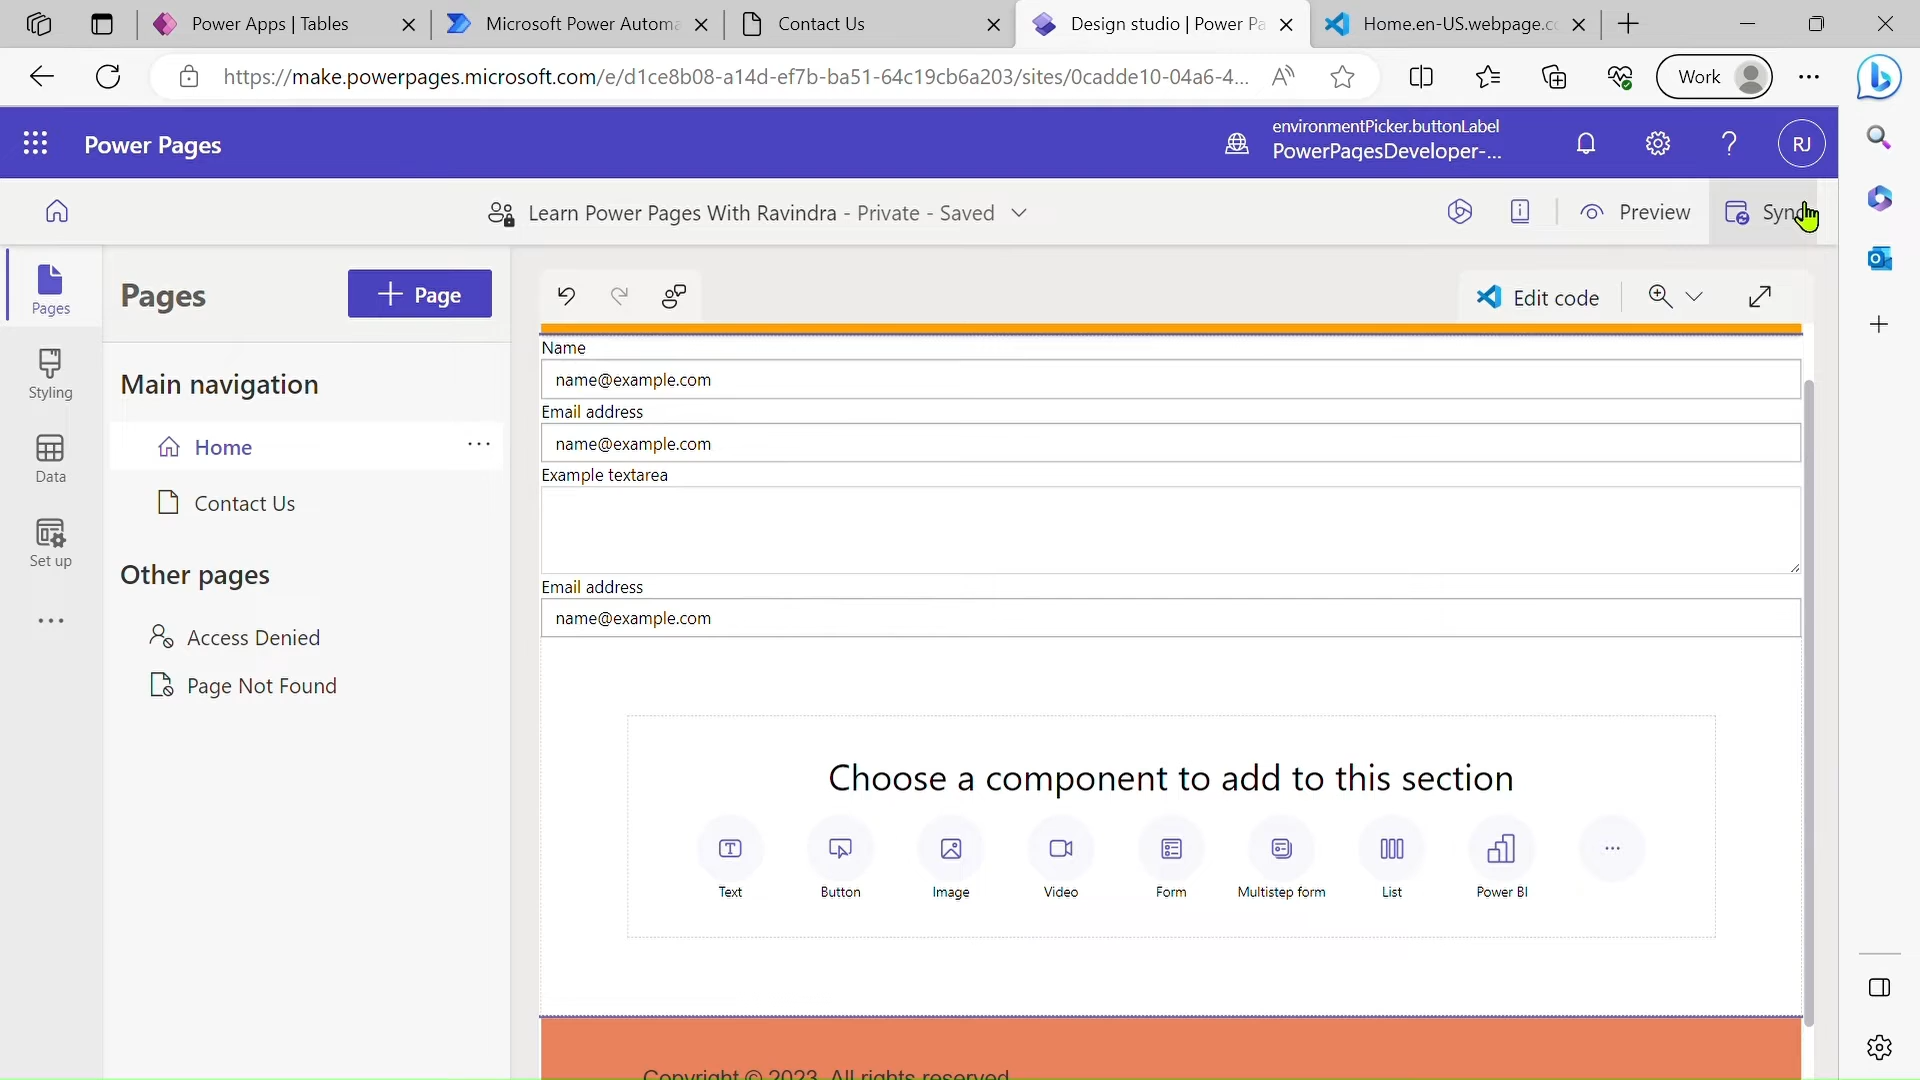 Power Apps | Tables
Microsoft Power Automa
Contact Us
Design studio | Power Pa
Home.en-US.webpage.c
https://make.powerpages.microsoft.com/e/d1ce8b08-a14d-ef7b-ba51-64c19cb6a203/sites/0cadde10-04a6-4...
Work
Power Pages
environmentPicker.buttonLabel
PowerPagesDeveloper-...
RJ
Learn Power Pages With Ravindra - Private - Saved
Preview
Sync
Pages
Styling
Data
Set up
Pages
+ Page
Main navigation
Home
Contact Us
Other pages
Access Denied
Page Not Found
Edit code
Name
name@example.com
Email address
name@example.com
Example textarea
Email address
name@example.com
Choose a component to add to this section
Text
Button
Image
Video
Form
Multistep form
List
Power BI
Copyright © 2023. All rights reserved.